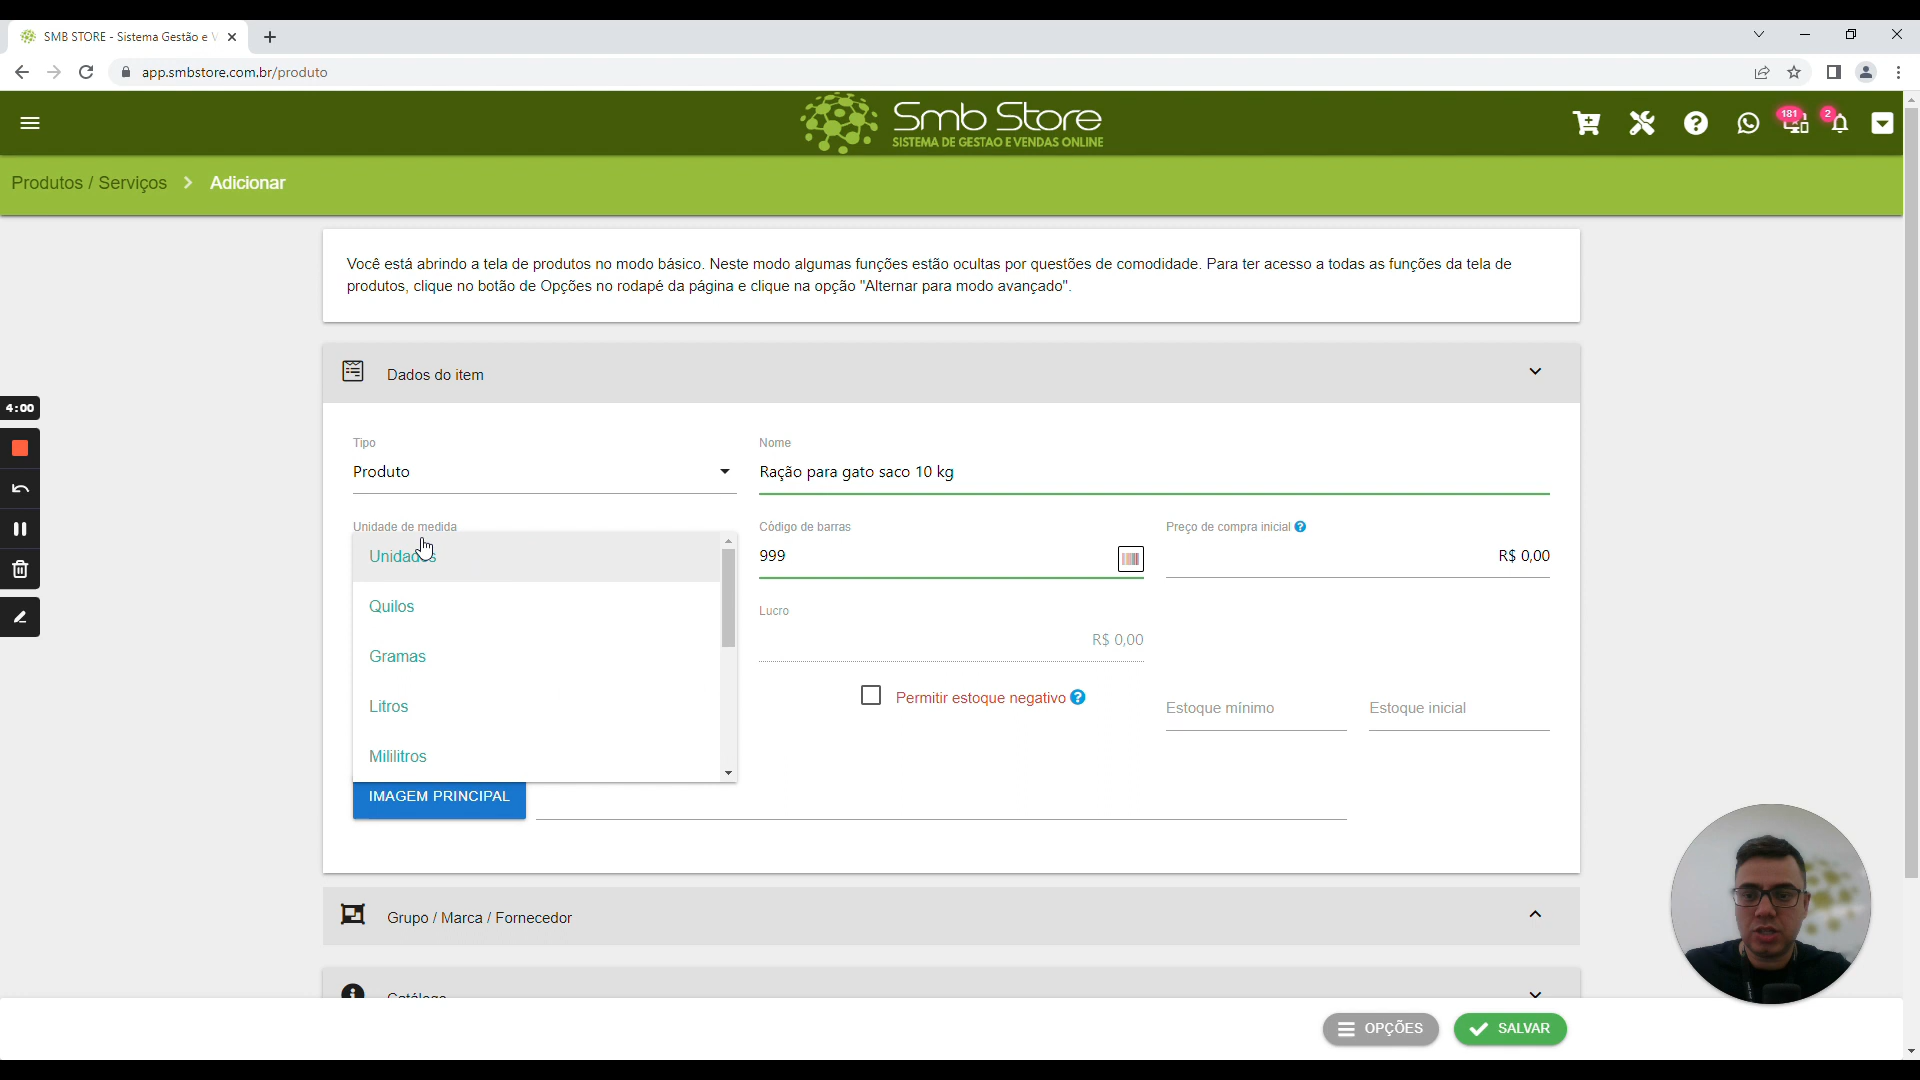 SMB STORE - Sistema Gestão e V
app.smbstore.com.br/produto
Smb Store
SISTEMA DE GESTAO E VENDAS ONLINE
181
2
Produtos / Serviços
Adicionar
Você está abrindo a tela de produtos no modo básico. Neste modo algumas funções estão ocultas por questões de comodidade. Para ter acesso a todas as funções da tela de
produtos, clique no botão de Opções no rodapé da página e clique na opção "Alternar para modo avançado".
Dados do item
4:00
Tipo
Nome
Produto
Ração para gato saco 10 kg
Unidade de medida
Código de barras
Preço de compra inicial
Unidades
999
R$ 0,00
Quilos
Lucro
R$ 0,00
Gramas
Permitir estoque negativo
Estoque mínimo
Estoque inicial
Litros
Mililitros
IMAGEM PRINCIPAL
Grupo / Marca / Fornecedor
Catálogo
OPÇÕES
SALVAR